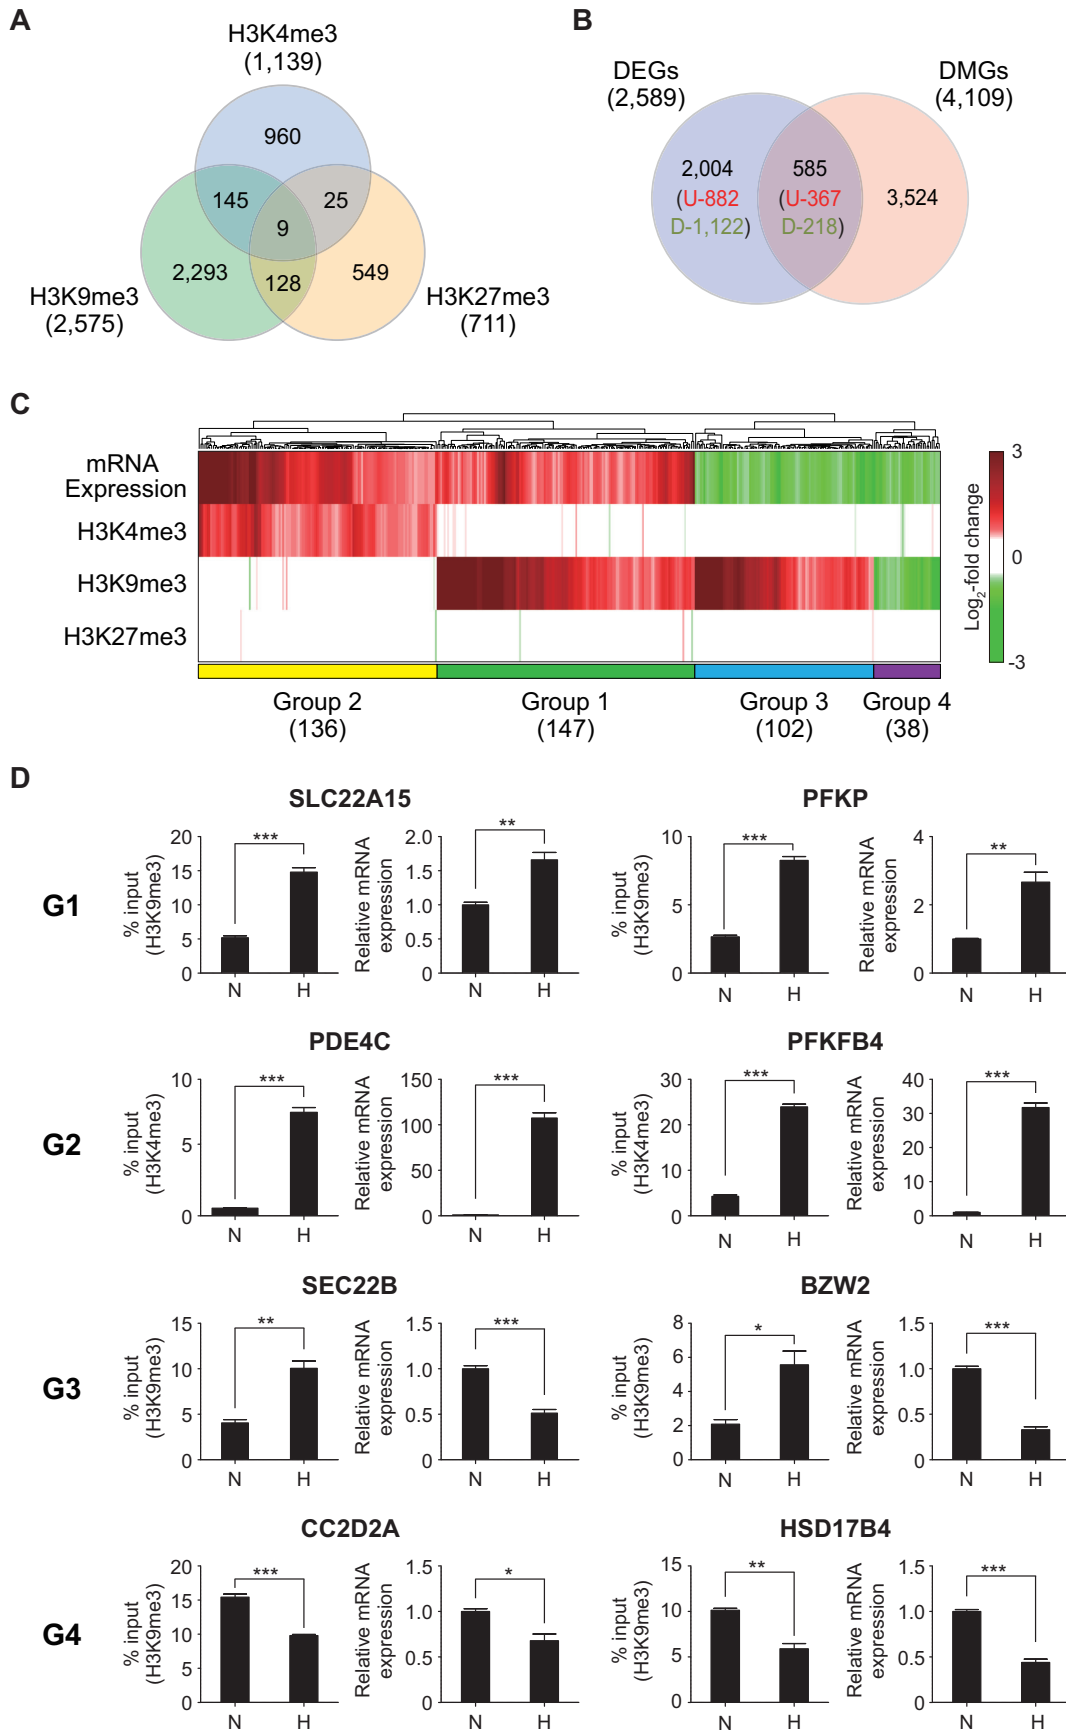 A
H3K4me3
(1,139)
960
145
25
9
2,293
128
549
H3K9me3
(2,575)
H3K27me3
(711)
B
DEGs
(2,589)
DMGs
(4,109)
2,004
(U-882
D-1,122)
585
(U-367
D-218)
3,524
C
mRNA
Expression
H3K4me3
H3K9me3
H3K27me3
3
0
-3
Log2-fold change
Group 2
(136)
Group 1
(147)
Group 3
(102)
Group 4
(38)
D
G1
SLC22A15
% input
(H3K9me3)
20
15
10
5
0
***
N H
Relative mRNA
expression
2.0
1.5
1.0
0.5
0
**
N H
PFKP
% input
(H3K9me3)
10
5
0
***
N H
Relative mRNA
expression
4
2
0
**
N H
G2
PDE4C
% input
(H3K4me3)
10
5
0
***
N H
Relative mRNA
expression
150
100
50
0
***
N H
PFKFB4
% input
(H3K4me3)
30
20
10
0
***
N H
Relative mRNA
expression
40
30
20
10
0
***
N H
G3
SEC22B
% input
(H3K9me3)
15
10
5
0
**
N H
Relative mRNA
expression
1.5
1.0
0.5
0
***
N H
BZW2
% input
(H3K9me3)
8
6
4
2
0
*
N H
Relative mRNA
expression
1.5
1.0
0.5
0
***
N H
G4
CC2D2A
% input
(H3K9me3)
20
15
10
5
0
***
N H
Relative mRNA
expression
1.5
1.0
0.5
0
*
N H
HSD17B4
% input
(H3K9me3)
15
10
5
0
**
N H
Relative mRNA
expression
1.5
1.0
0.5
0
***
N H